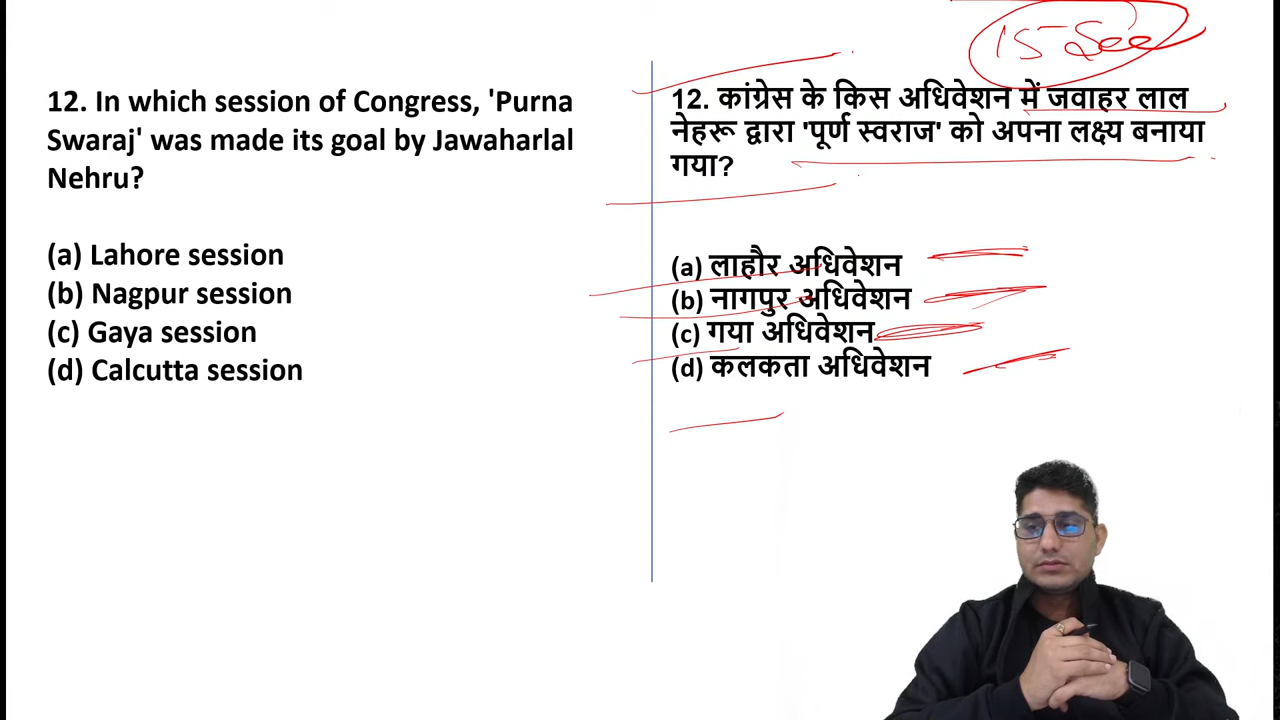 15 Sec
12. In which session of Congress, 'Purna
Swaraj' was made its goal by Jawaharlal
Nehru?
(a) Lahore session
(b) Nagpur session
(c) Gaya session
(d) Calcutta session
12. कांग्रेस के किस अधिवेशन में जवाहर लाल
नेहरू द्वारा 'पूर्ण स्वराज' को अपना लक्ष्य बनाया
गया?
(a) लाहौर अधिवेशन
(b) नागपुर अधिवेशन
(c) गया अधिवेशन
(d) कलकता अधिवेशन